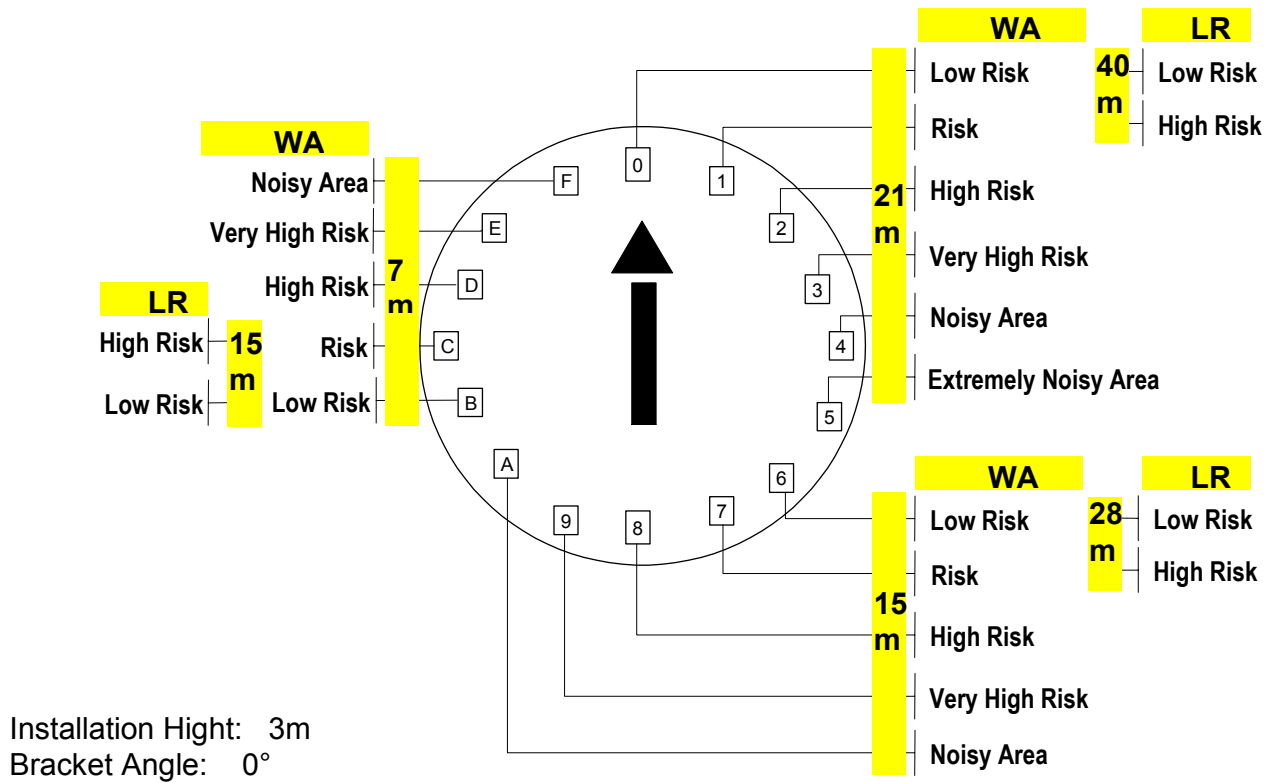 WA LR
Low Risk 40 m Low Risk
Risk High Risk
21 m
High Risk
Very High Risk
Noisy Area
Extremely Noisy Area
WA
Noisy Area
Very High Risk
7 m
High Risk
Risk
Low Risk
LR
High Risk
15 m
Low Risk
0
1
2
3
4
5
6
7
8
9
A
B
C
D
E
F
WA LR
Low Risk 28 m Low Risk
Risk High Risk
15 m
High Risk
Very High Risk
Noisy Area
Installation Hight: 3m
Bracket Angle: 0°